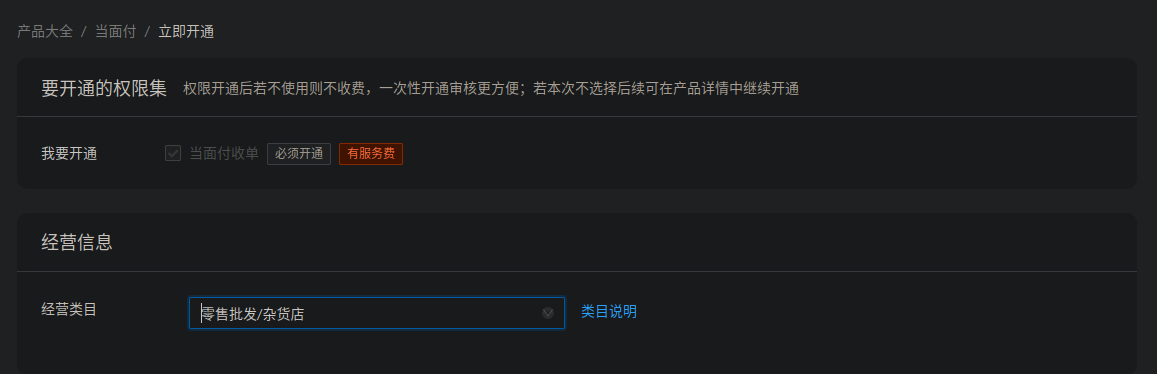 产品大全 / 当面付 / 立即开通
要开通的权限集 权限开通后若不使用则不收费，一次性开通审核更方便；若本次不选择后续可在产品详情中继续开通
我要开通 当面付收单 必须开通 有服务费
经营信息
经营类目 零售批发/杂货店 类目说明